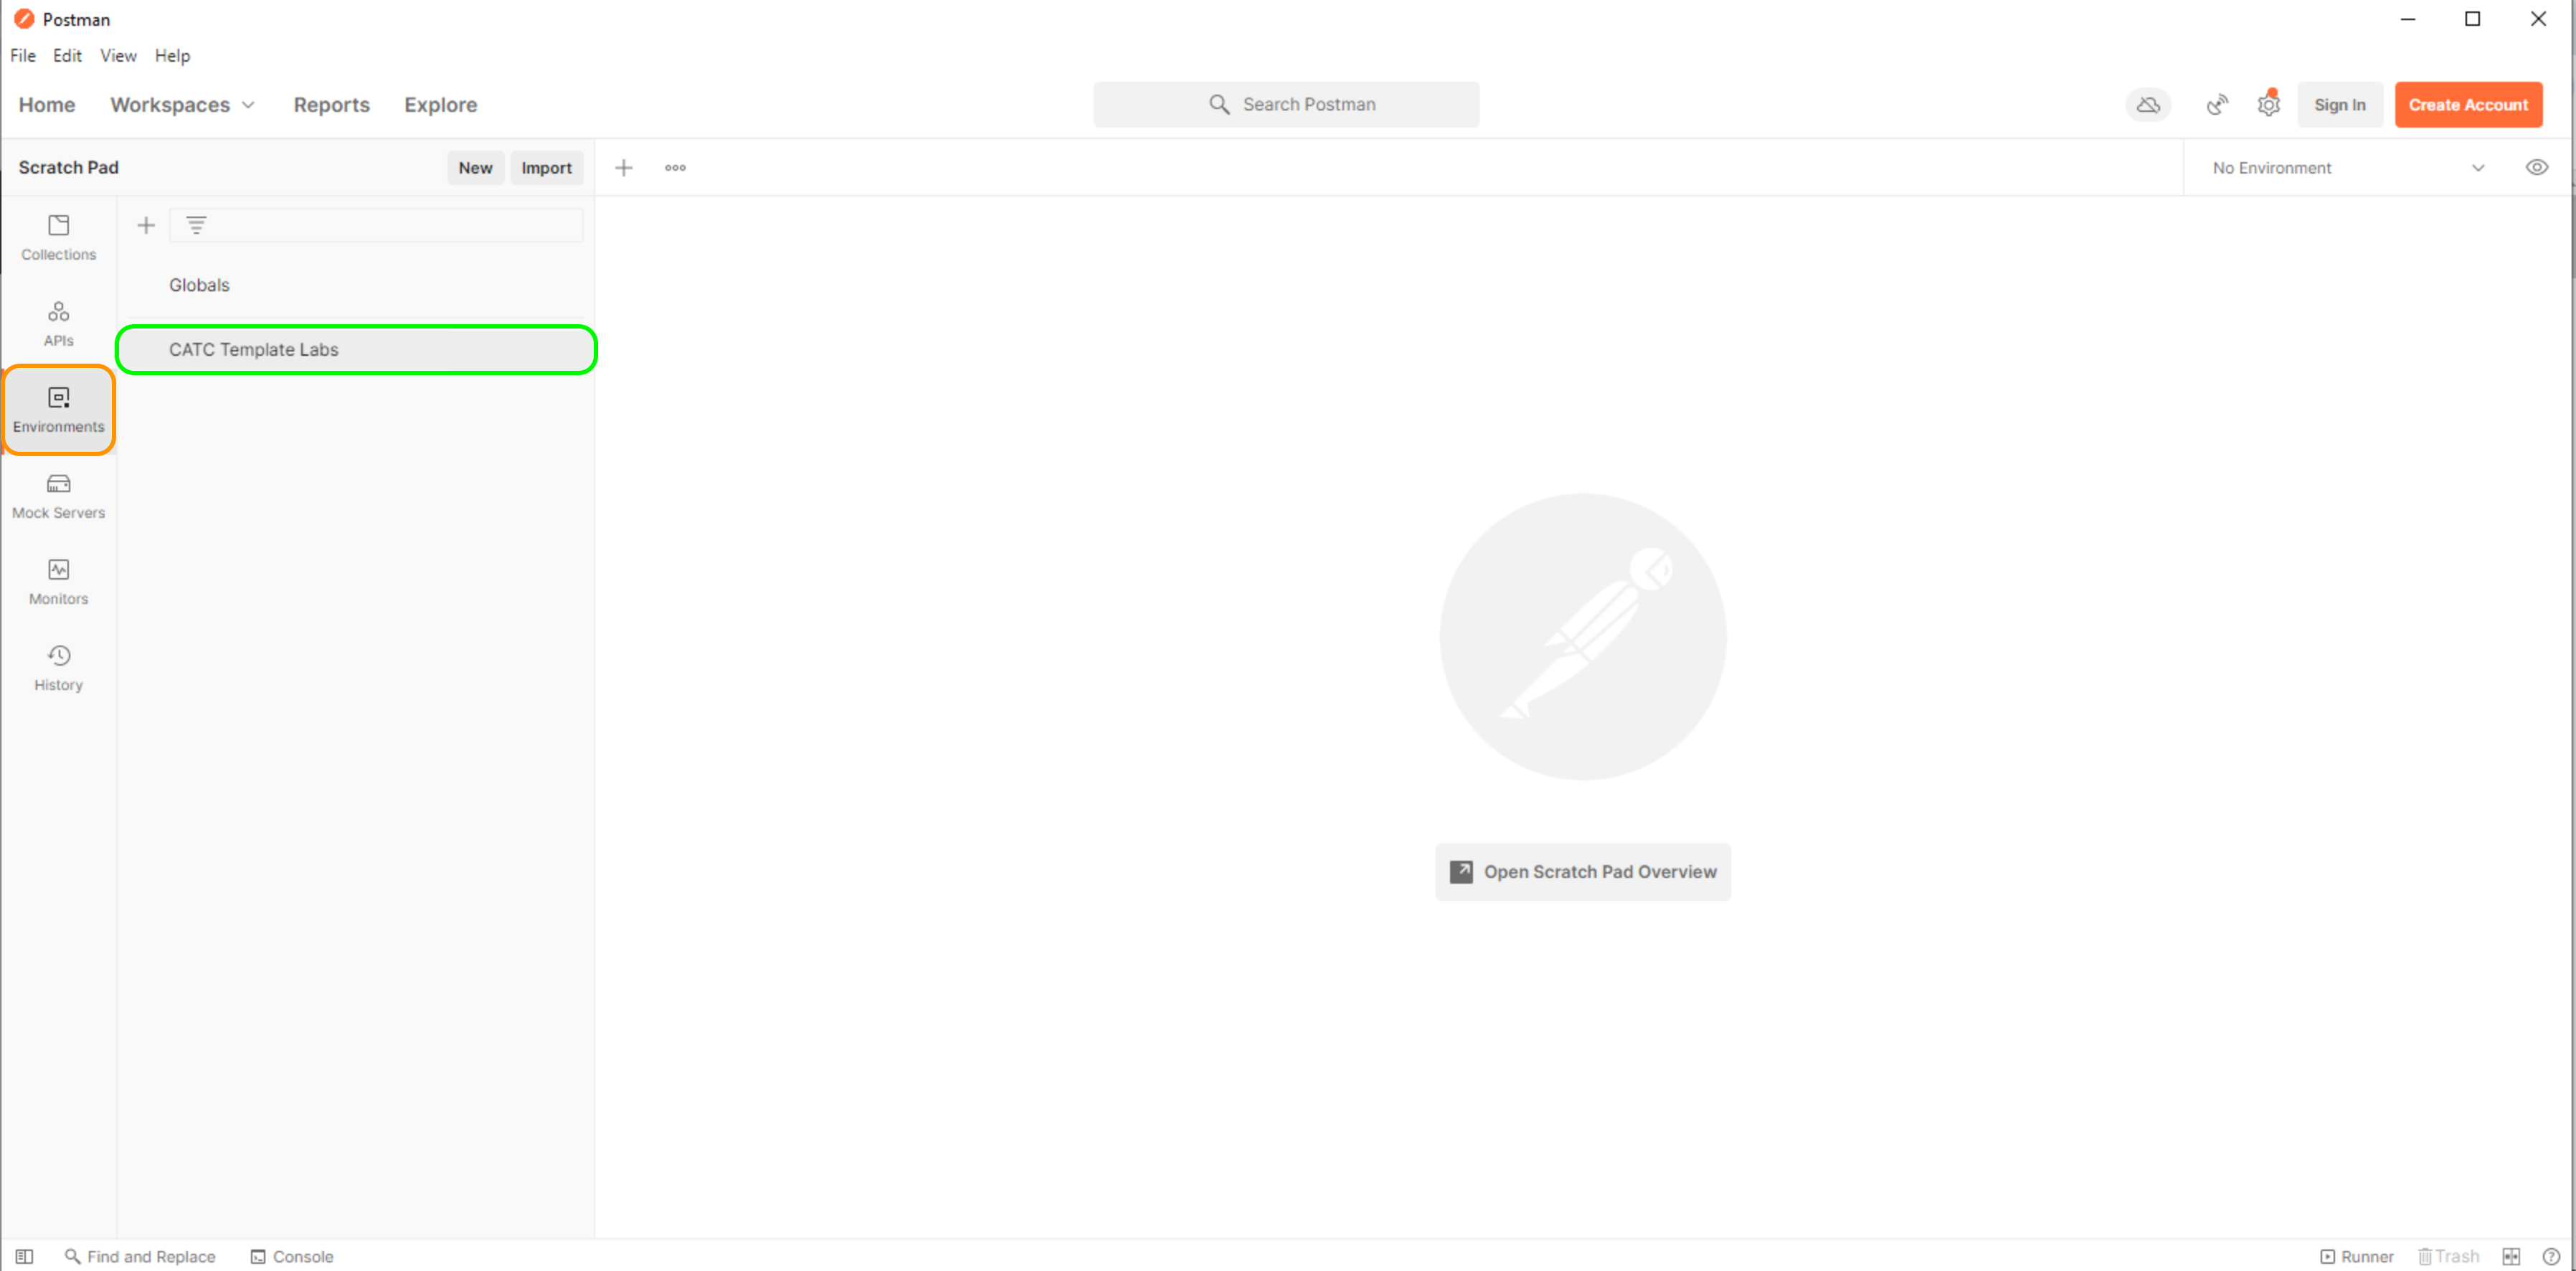 Postman
File Edit View Help
Home Workspaces Reports Explore Search Postman Sign In Create Account
Scratch Pad New Import No Environment
Collections
Globals
APIs
CATC Template Labs
Environments
Mock Servers
Monitors
History
Open Scratch Pad Overview
Find and Replace Console Runner Trash